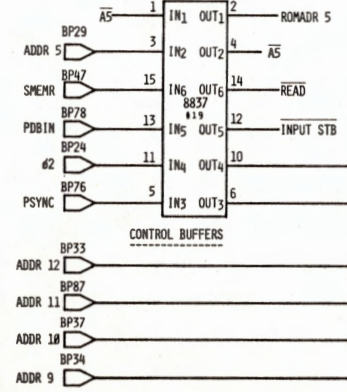 A5 1 IN1 OUT1 2 ROMADR 5
BP29
ADDR 5 3 IN2 OUT2 4 A5
BP47
SMEMR 15 IN6 OUT6 14 READ
8837
#19
BP78
PDBIN 13 IN5 OUT5 12 INPUT STB
BP24
ø2 11 IN4 OUT4 10
BP76
PSYNC 5 IN3 OUT3 6
CONTROL BUFFERS
BP33
ADDR 12
BP87
ADDR 11
BP37
ADDR 10
BP34
ADDR 9